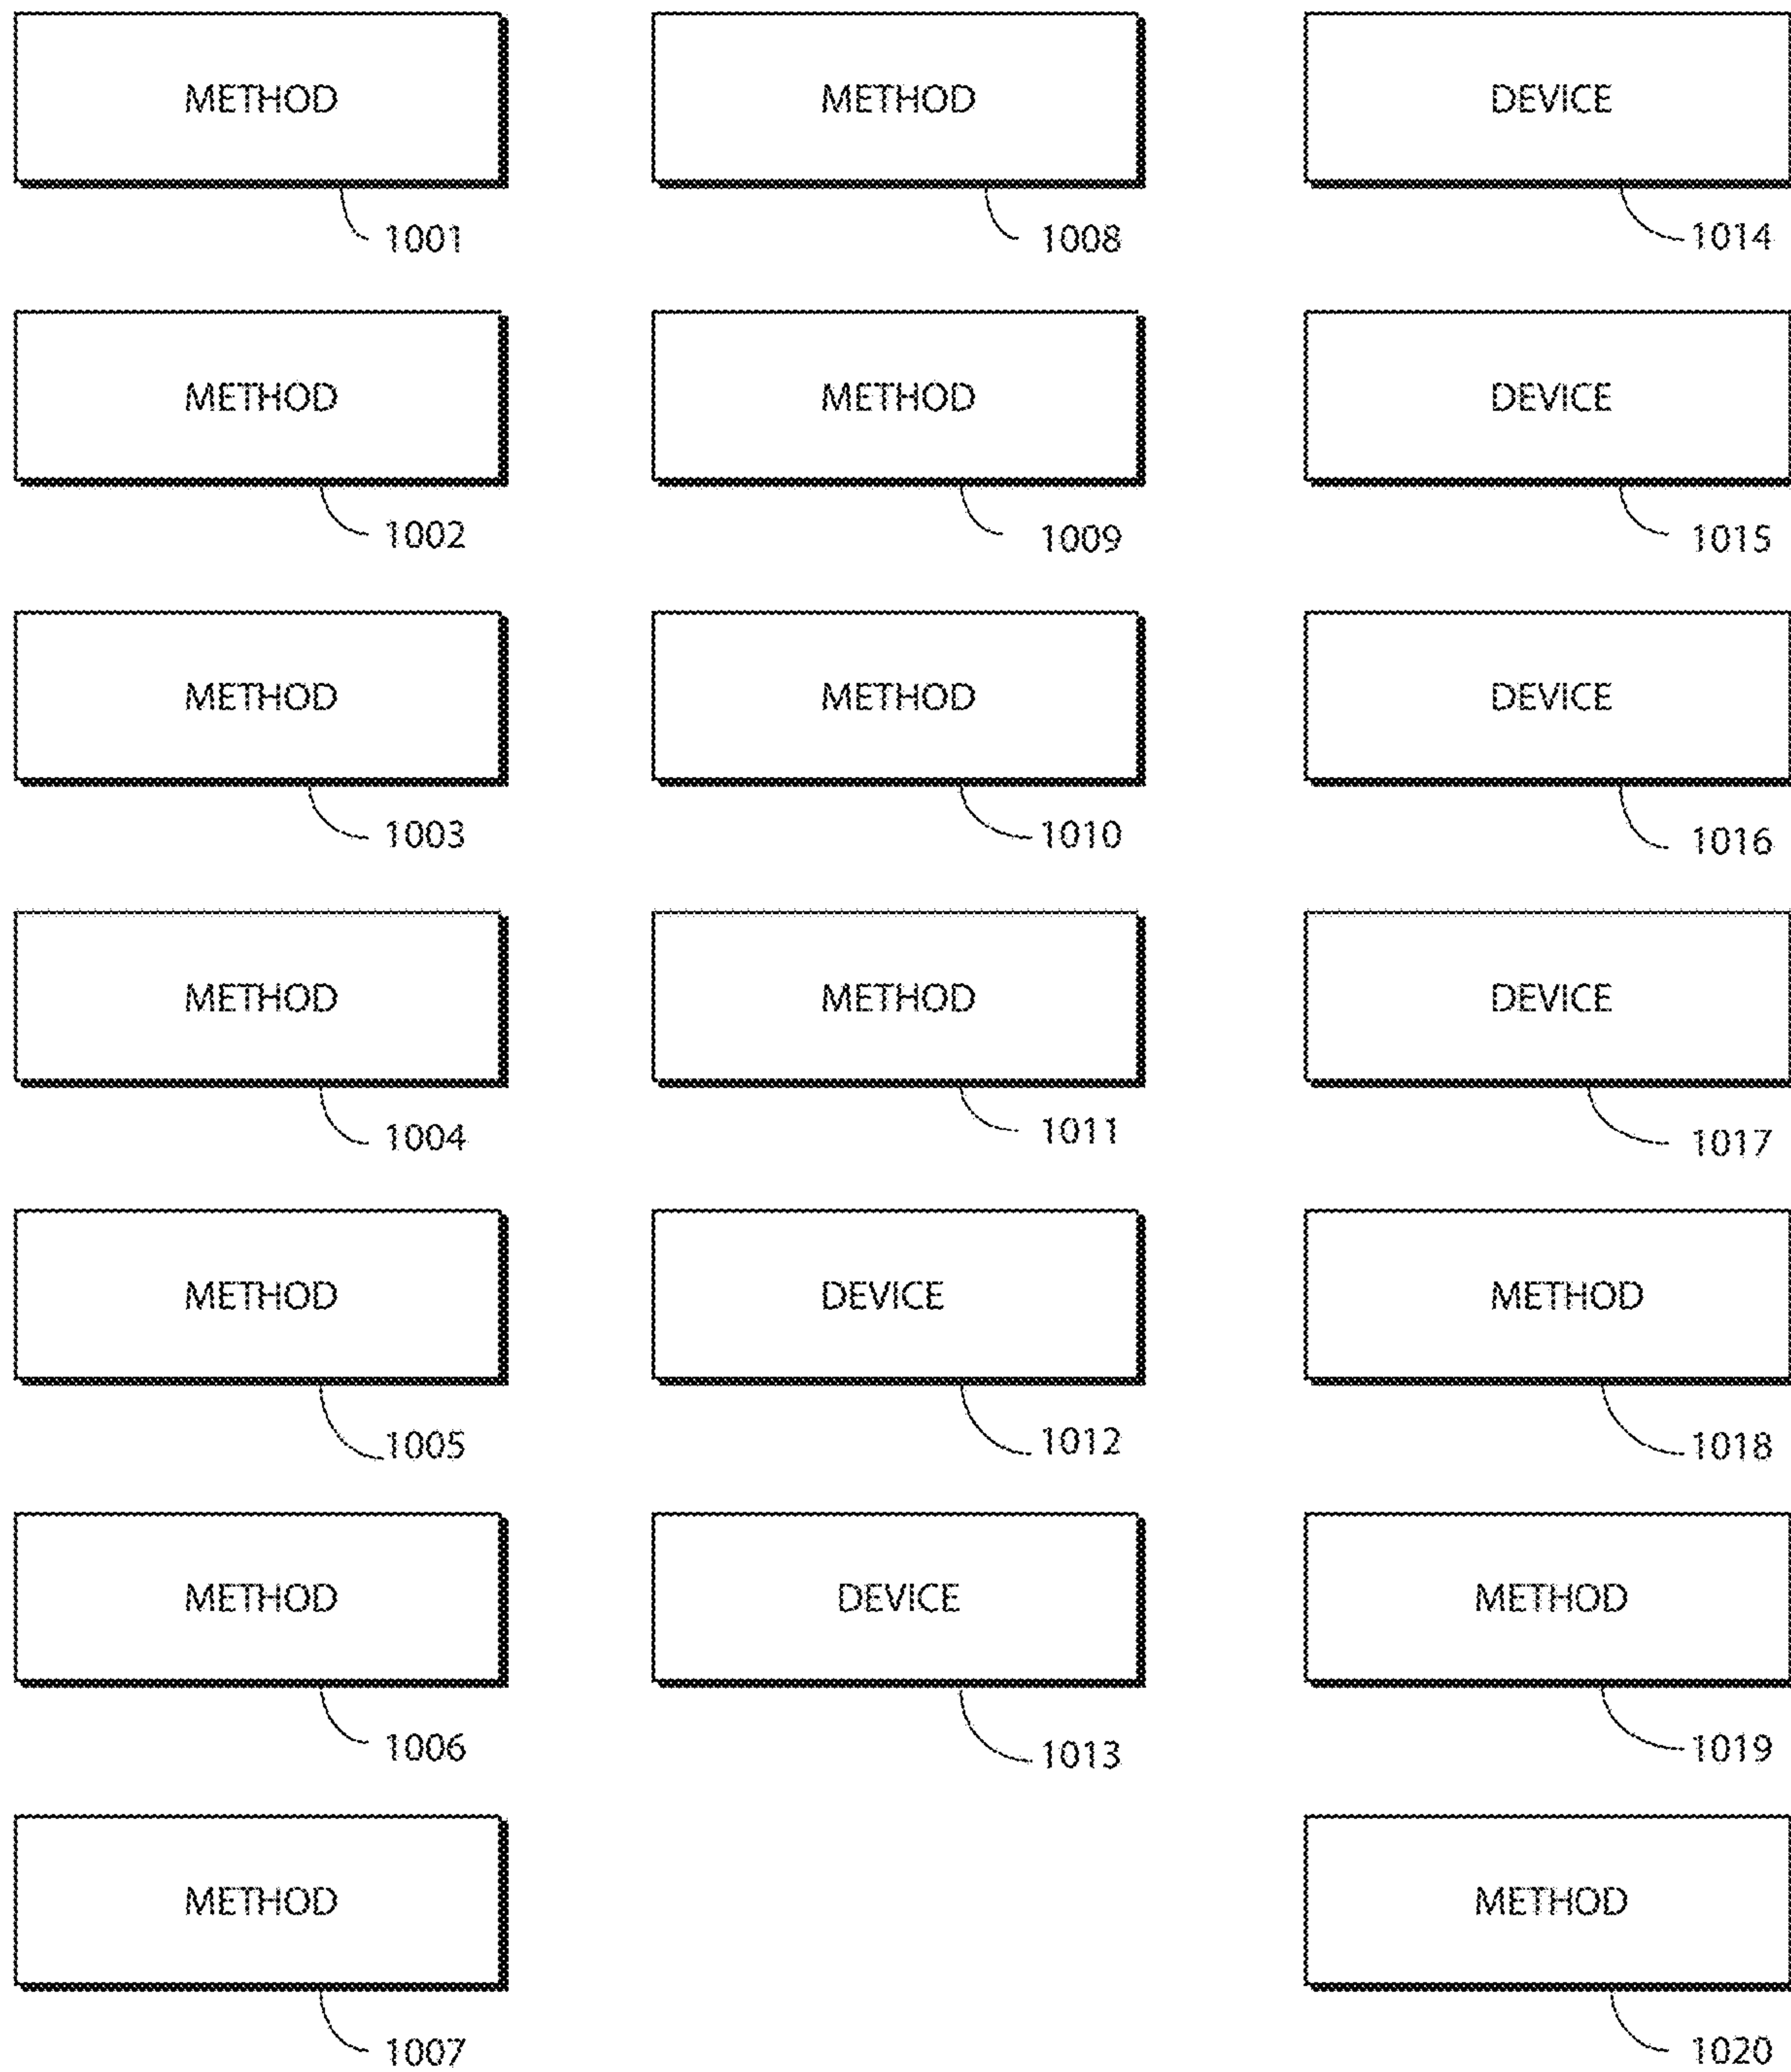 METHOD
1001
METHOD
1002
METHOD
1003
METHOD
1004
METHOD
1005
METHOD
1006
METHOD
1007
METHOD
1008
METHOD
1009
METHOD
1010
METHOD
1011
DEVICE
1012
DEVICE
1013
DEVICE
1014
DEVICE
1015
DEVICE
1016
DEVICE
1017
METHOD
1018
METHOD
1019
METHOD
1020